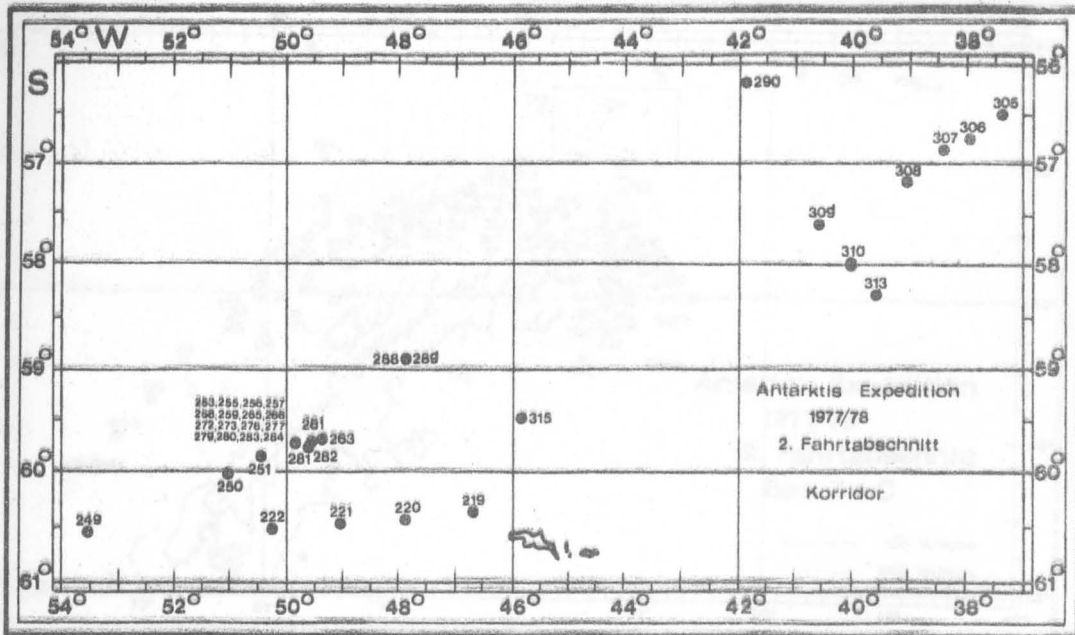 54° W 52° 50° 48° 46° 42° 40° 38°
S 56°
290
305
306
307
57° 57°
308
309
58° 310 58°
313
288 289
59° 59°
253, 255, 256, 257
258, 259, 265, 268
272, 273, 276, 277
279, 280, 283, 284
261
263
281 282
315
Antarktis Expedition
1977/78
2. Fahrtabschnitt
Korridor
60° 251 60°
250
249 222 221 220 219
61° 61°
54° 52° 50° 48° 46° 44° 42° 40° 38°